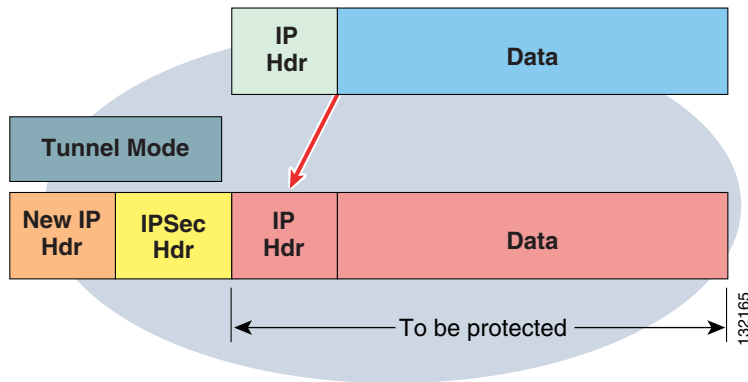 IP
Hdr
Data
Tunnel Mode
New IP
Hdr
IPSec
Hdr
IP
Hdr
Data
To be protected
132165